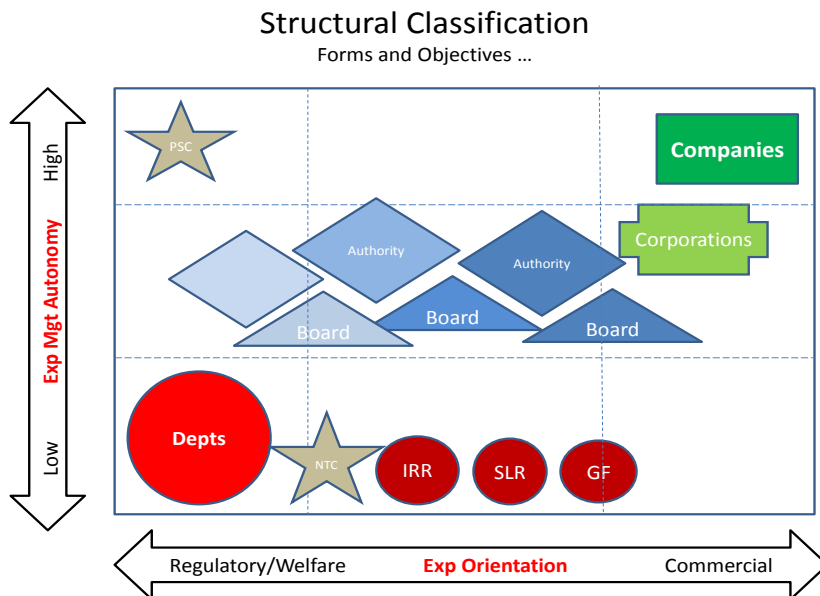 Structural Classification
Forms and Objectives ...
High
Exp Mgt Autonomy
Low
PSC
Companies
Authority
Authority
Corporations
Board
Board
Board
Depts
NTC
IRR
SLR
GF
Regulatory/Welfare
Exp Orientation
Commercial